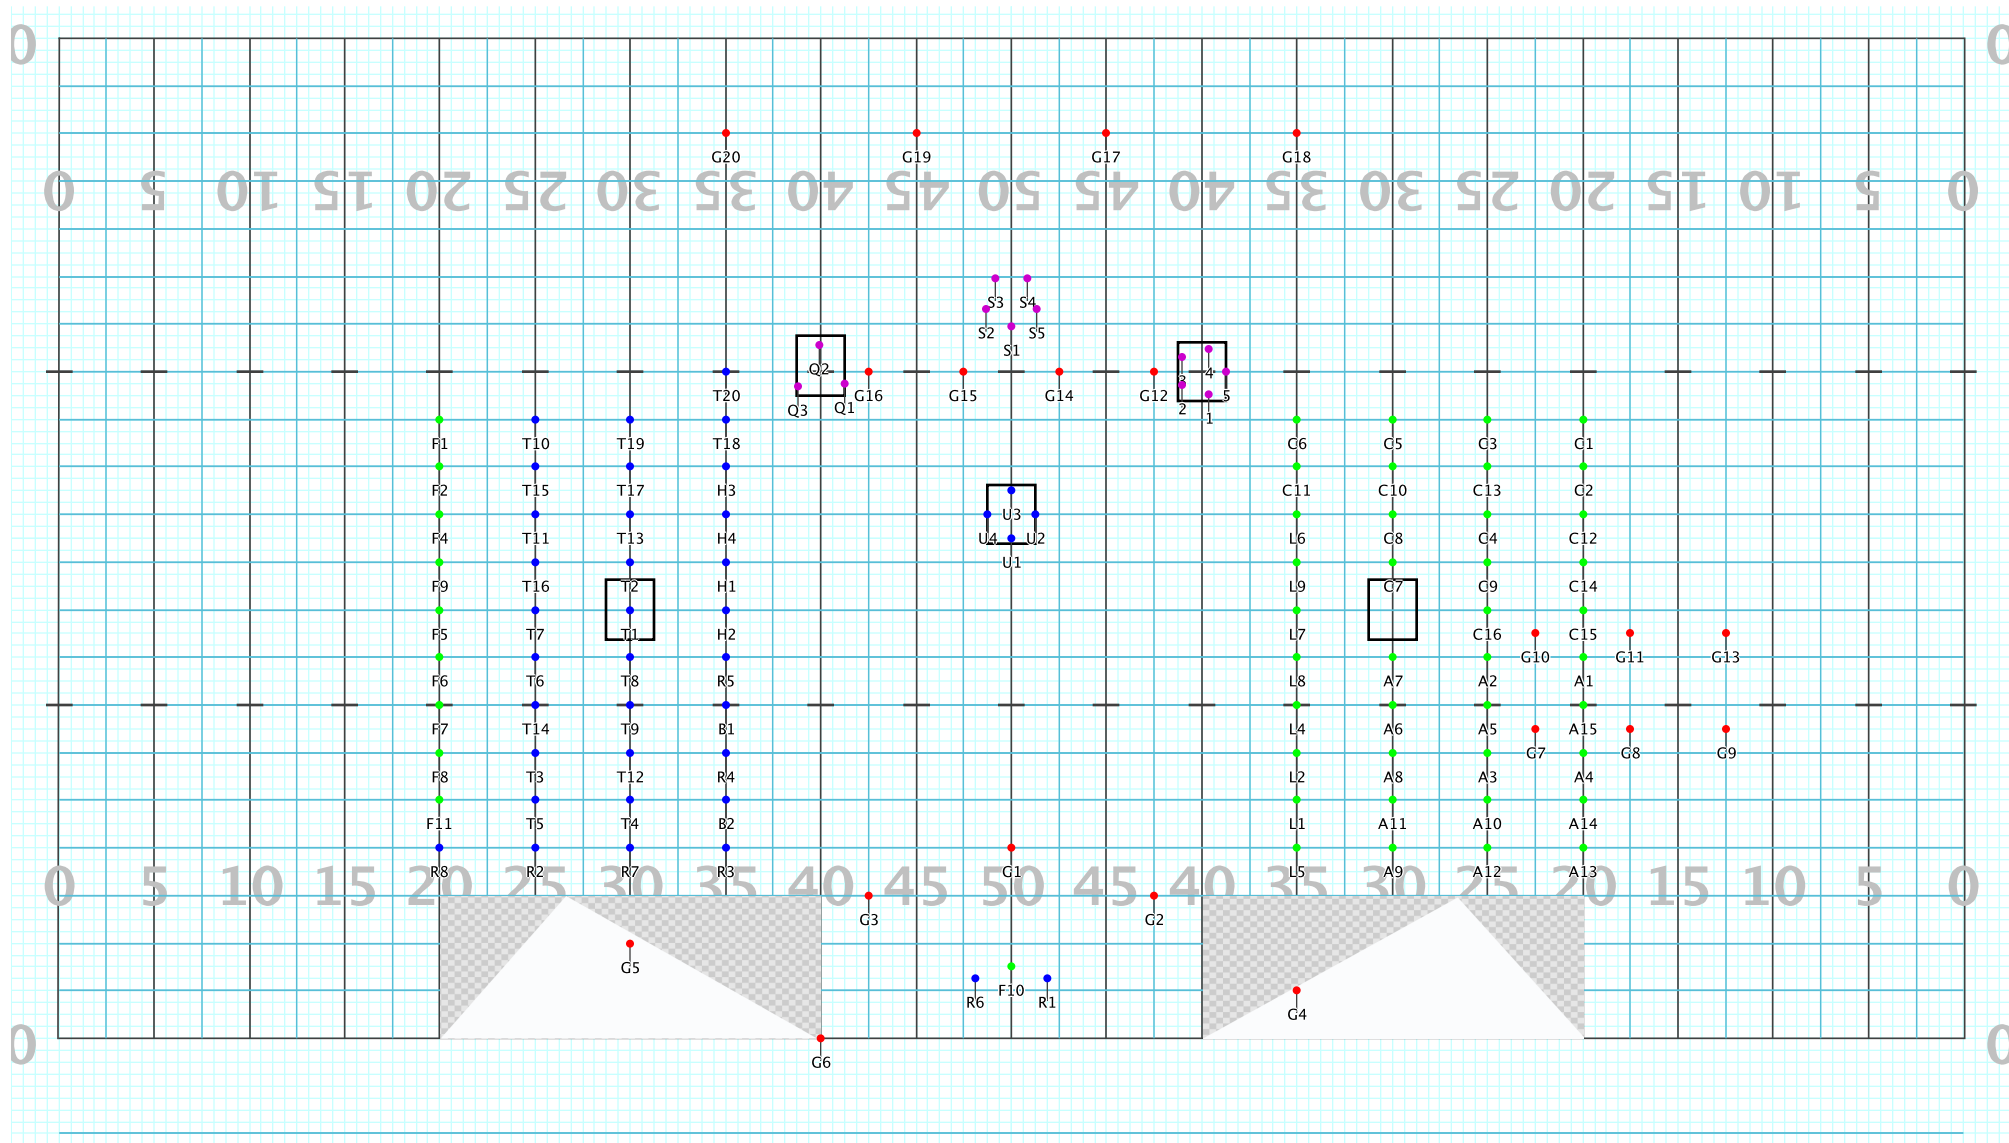 0 0
G20 G19 G17 G18
0 5 10 15 20 25 30 35 40 45 50 45 40 35 30 25 20 15 10 5 0
S3 S4
S2 S5
S1
Q2 3 4
T20 Q3 Q1 G16 G15 G14 G12 2 1 5
F1 T10 T19 T18 C6 C5 C3 C1
F2 T15 T17 H3 C11 C10 C13 C2
U3
F4 T11 T13 H4 U4 U2 L6 C8 C4 C12
U1
F9 T16 T2 H1 L9 C7 C9 C14
F5 T7 T1 H2 L7 C16 C15
G10 G11 G13
F6 T6 T8 R5 L8 A7 A2 A1
F7 T14 T9 B1 L4 A6 A5 A15
G7 G8 G9
F8 T3 T12 R4 L2 A8 A3 A4
F11 T5 T4 B2 L1 A11 A10 A14
R8 R2 R7 R3 G1 L5 A9 A12 A13
0 5 10 15 20 25 30 35 40 45 50 45 40 35 30 25 20 15 10 5 0
G3 G2
G5
R6 F10 R1
G4
0 0
G6